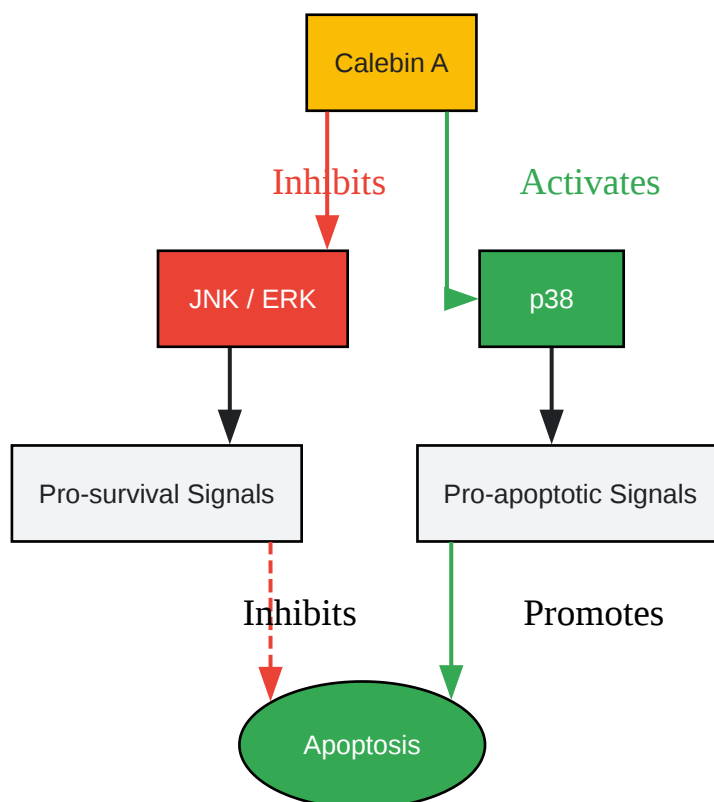 Calebin A
Inhibits
Activates
JNK / ERK
p38
Pro-survival Signals
Pro-apoptotic Signals
Inhibits
Promotes
Apoptosis